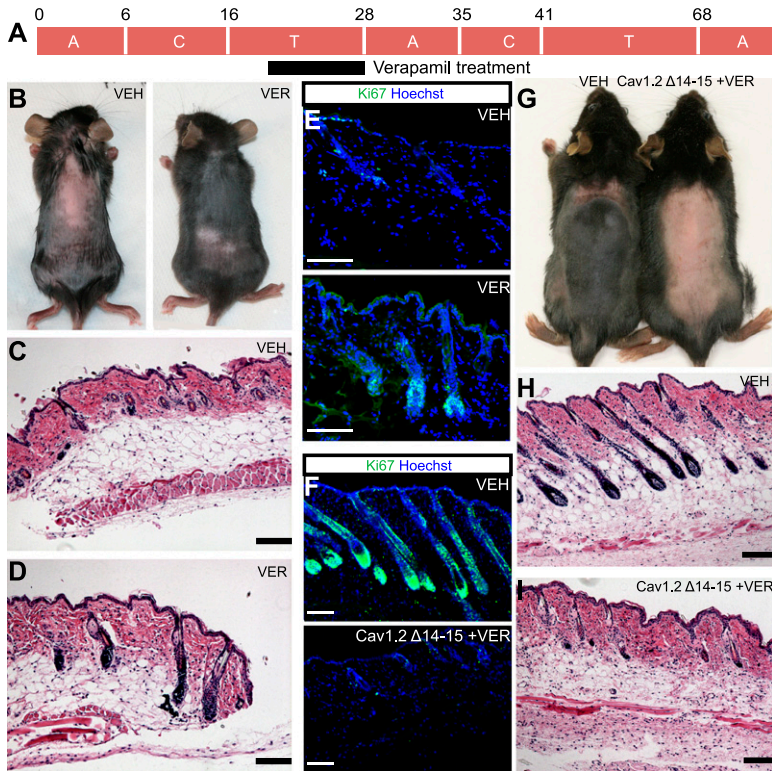 0 6 16 28 35 41 68
A
A C T A C T A
Verapamil treatment
B
VEH
VER
Ki67 Hoechst
E
VEH
VER
G
VEH Cav1.2 Δ14-15 +VER
C
VEH
D
VER
Ki67 Hoechst
F
VEH
Cav1.2 Δ14-15 +VER
H
VEH
I
Cav1.2 Δ14-15 +VER